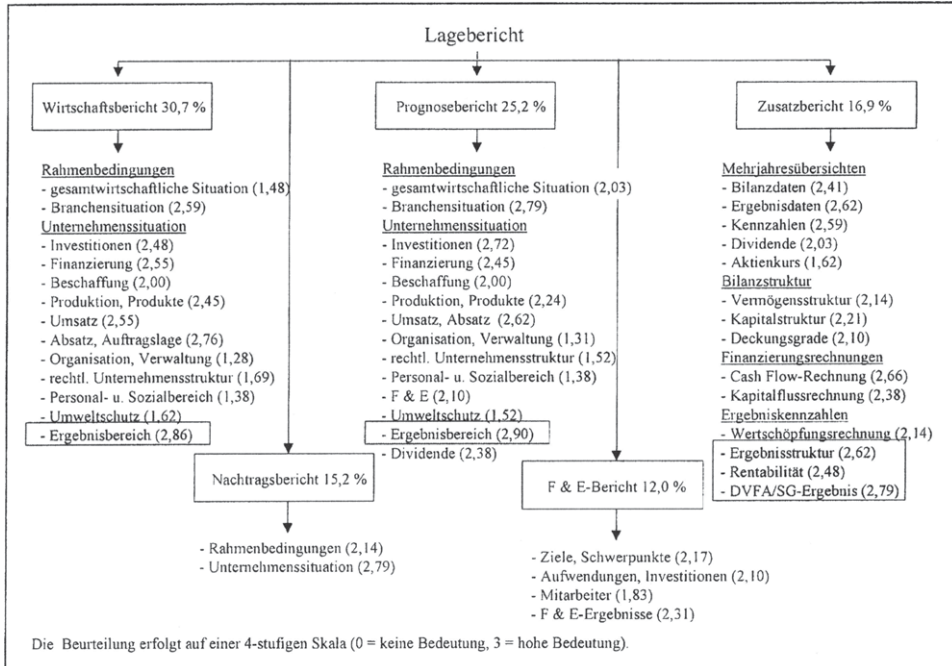 Lagebericht
Wirtschaftsbericht 30,7 %
Rahmenbedingungen
- gesamtwirtschaftliche Situation (1,48)
- Branchensituation (2,59)
Unternehmenssituation
- Investitionen (2,48)
- Finanzierung (2,55)
- Beschaffung (2,00)
- Produktion, Produkte (2,45)
- Umsatz (2,55)
- Absatz, Auftragslage (2,76)
- Organisation, Verwaltung (1,28)
- rechtl. Unternehmensstruktur (1,69)
- Personal- u. Sozialbereich (1,38)
- Umweltschutz (1,62)
- Ergebnisbereich (2,86)
Prognosebericht 25,2 %
Rahmenbedingungen
- gesamtwirtschaftliche Situation (2,03)
- Branchensituation (2,79)
Unternehmenssituation
- Investitionen (2,72)
- Finanzierung (2,45)
- Beschaffung (2,00)
- Produktion, Produkte (2,24)
- Umsatz, Absatz (2,62)
- Organisation, Verwaltung (1,31)
- rechtl. Unternehmensstruktur (1,52)
- Personal- u. Sozialbereich (1,38)
- F & E (2,10)
- Umweltschutz (1,52)
- Ergebnisbereich (2,90)
- Dividende (2,38)
Zusatzbericht 16,9 %
Mehrjahresübersichten
- Bilanzdaten (2,41)
- Ergebnisdaten (2,62)
- Kennzahlen (2,59)
- Dividende (2,03)
- Aktienkurs (1,62)
Bilanzstruktur
- Vermögensstruktur (2,14)
- Kapitalstruktur (2,21)
- Deckungsgrade (2,10)
Finanzierungsrechnungen
- Cash Flow-Rechnung (2,66)
- Kapitalflussrechnung (2,38)
Ergebniskennzahlen
- Wertschöpfungsrechnung (2,14)
- Ergebnisstruktur (2,62)
- Rentabilität (2,48)
- DVFA/SG-Ergebnis (2,79)
Nachtragsbericht 15,2 %
- Rahmenbedingungen (2,14)
- Unternehmenssituation (2,79)
F & E-Bericht 12,0 %
- Ziele, Schwerpunkte (2,17)
- Aufwendungen, Investitionen (2,10)
- Mitarbeiter (1,83)
- F & E-Ergebnisse (2,31)
Die Beurteilung erfolgt auf einer 4-stufigen Skala (0 = keine Bedeutung, 3 = hohe Bedeutung).